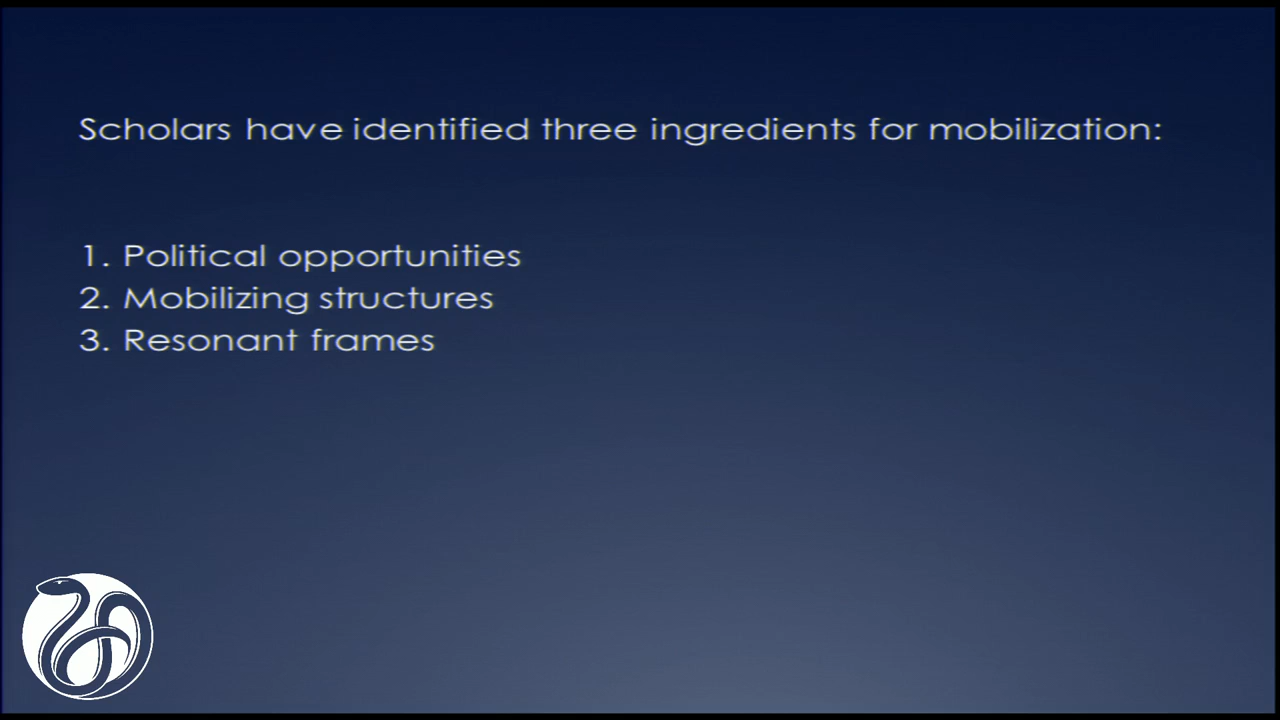 Scholars have identified three ingredients for mobilization:
1. Political opportunities
2. Mobilizing structures
3. Resonant frames